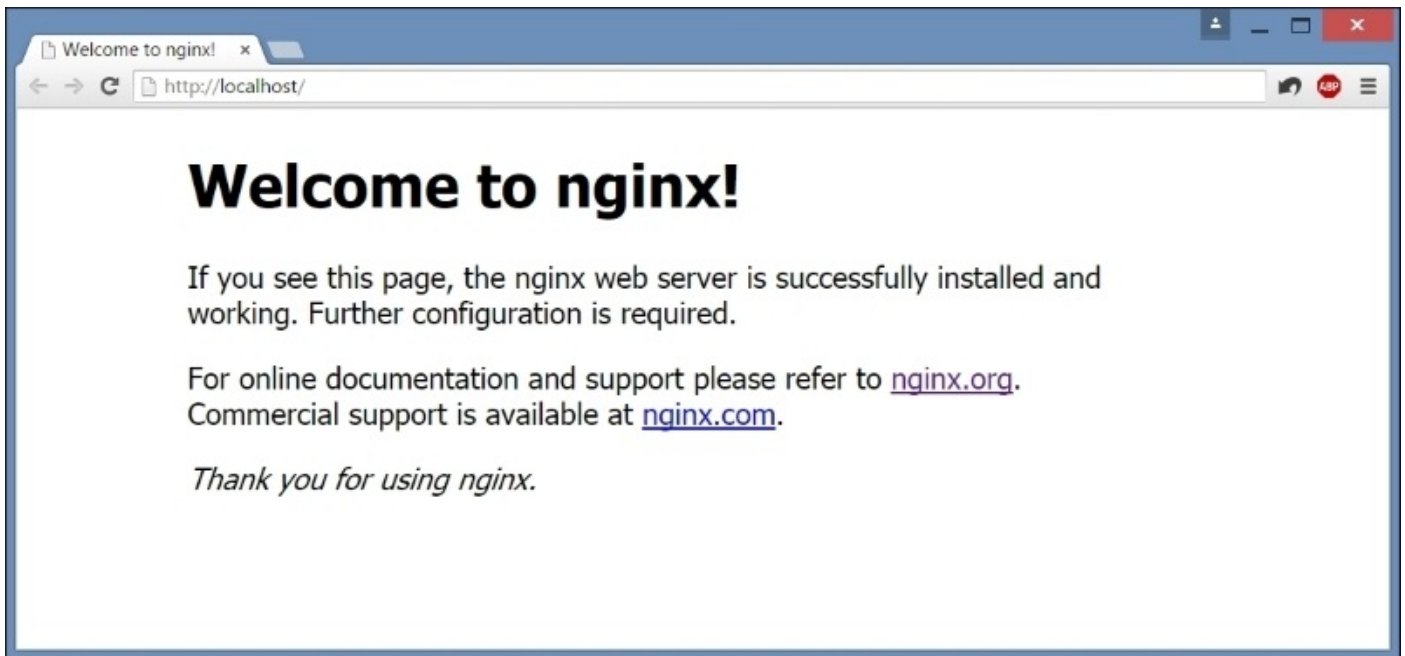 Welcome to nginx!
http://localhost/
ABP
Welcome to nginx!
If you see this page, the nginx web server is successfully installed and
working. Further configuration is required.
For online documentation and support please refer to nginx.org.
Commercial support is available at nginx.com.
Thank you for using nginx.